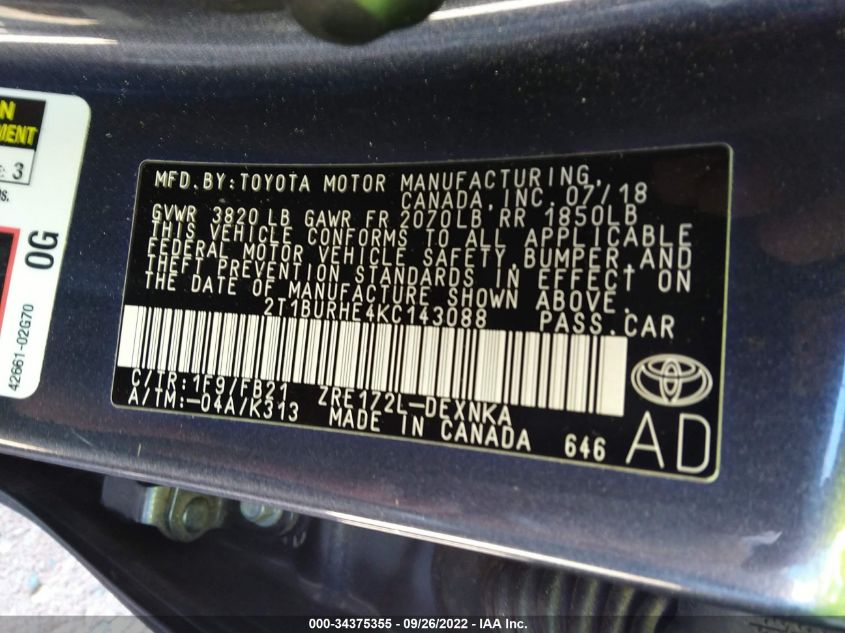 N
MENT
: 3
os.
0G
42661-02G70
MFD.BY:TOYOTA MOTOR MANUFACTURING,
CANADA, INC. 07/18
GVWR 3820 LB GAWR FR 2070LB RR 1850LB
THIS VEHICLE CONFORMS TO ALL APPLICABLE
FEDERAL MOTOR VEHICLE SAFETY, BUMPER, AND
THEFT PREVENTION STANDARDS IN EFFECT ON
THE DATE OF MANUFACTURE SHOWN ABOVE.
2T1BURHE4KC143088 PASS.CAR
C/TR:1F9/FB21 ZRE172L-DEXNKA
A/TM:-04A/K313 MADE IN CANADA 646
AD
000-34375355 - 09/26/2022 - IAA Inc.